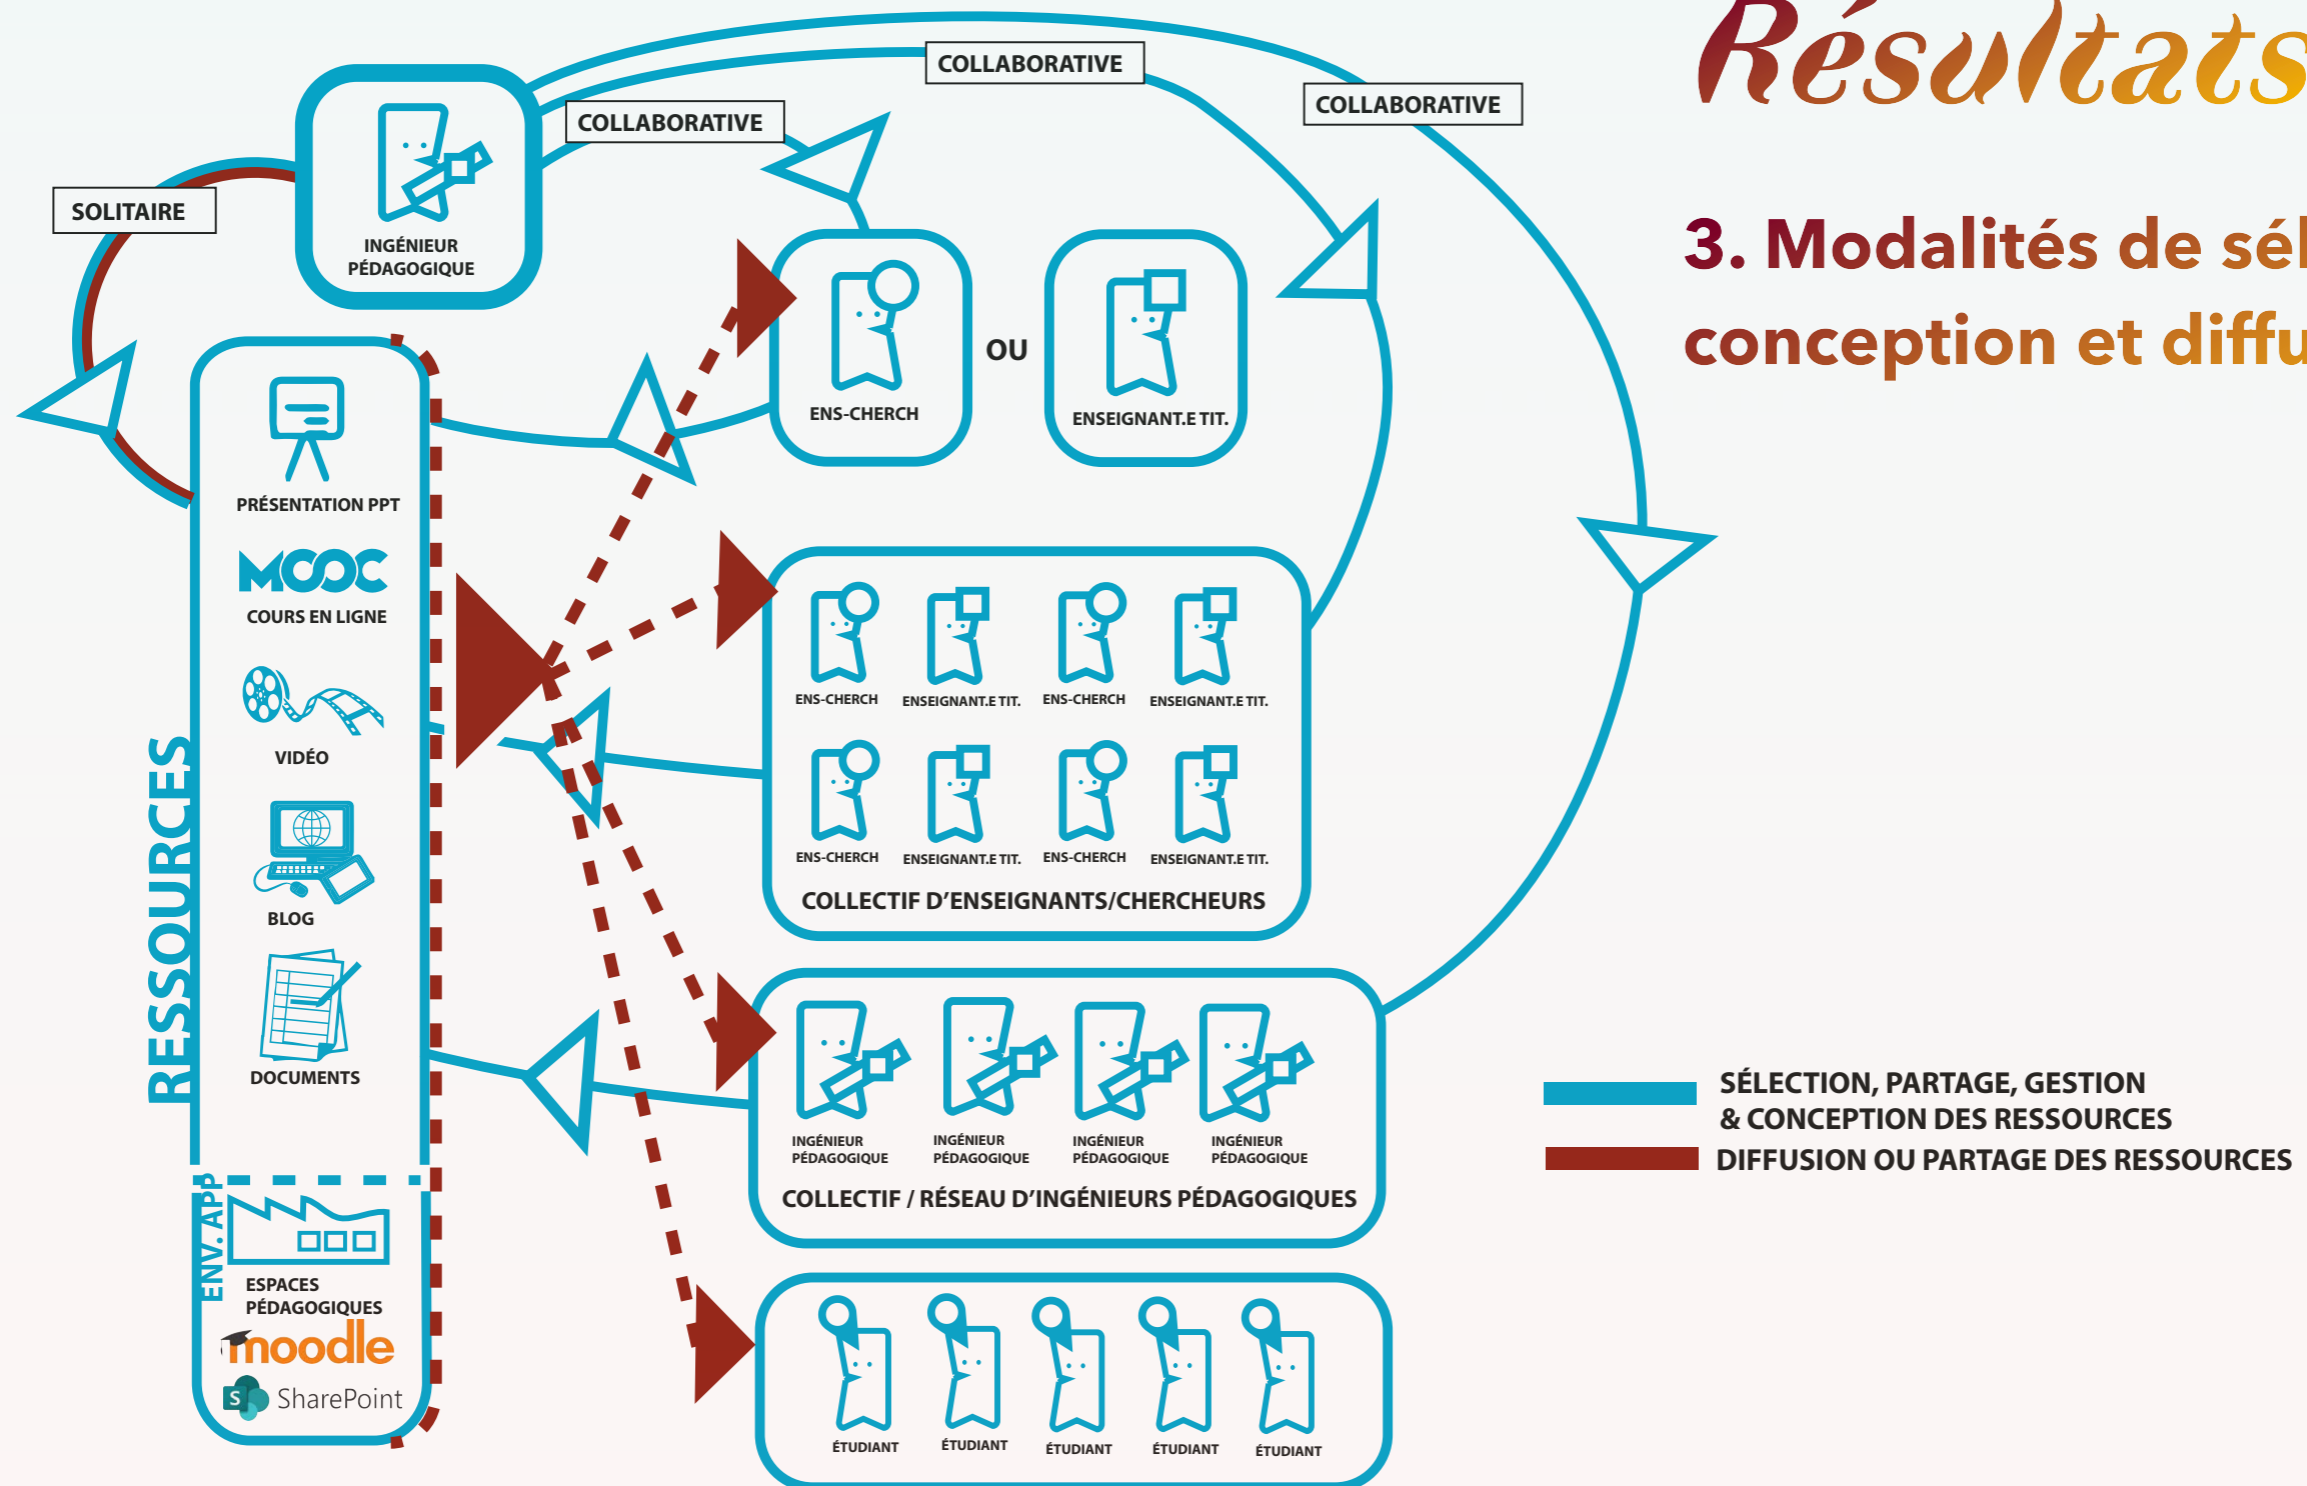 Résultats
3. Modalités de sél
conception et diffu
COLLABORATIVE
COLLABORATIVE
COLLABORATIVE
SOLITAIRE
INGÉNIEUR
PÉDAGOGIQUE
ENS-CHERCH
OU
ENSEIGNANT.E TIT.
RESSOURCES
PRÉSENTATION PPT
MOOC
COURS EN LIGNE
VIDÉO
BLOG
DOCUMENTS
ENV. APP
ESPACES
PÉDAGOGIQUES
moodle
S SharePoint
ENS-CHERCH ENSEIGNANT.E TIT. ENS-CHERCH ENSEIGNANT.E TIT.
ENS-CHERCH ENSEIGNANT.E TIT. ENS-CHERCH ENSEIGNANT.E TIT.
COLLECTIF D'ENSEIGNANTS/CHERCHEURS
INGÉNIEUR INGÉNIEUR INGÉNIEUR INGÉNIEUR
PÉDAGOGIQUE PÉDAGOGIQUE PÉDAGOGIQUE PÉDAGOGIQUE
COLLECTIF / RÉSEAU D'INGÉNIEURS PÉDAGOGIQUES
ÉTUDIANT ÉTUDIANT ÉTUDIANT ÉTUDIANT ÉTUDIANT
SÉLECTION, PARTAGE, GESTION
& CONCEPTION DES RESSOURCES
DIFFUSION OU PARTAGE DES RESSOURCES